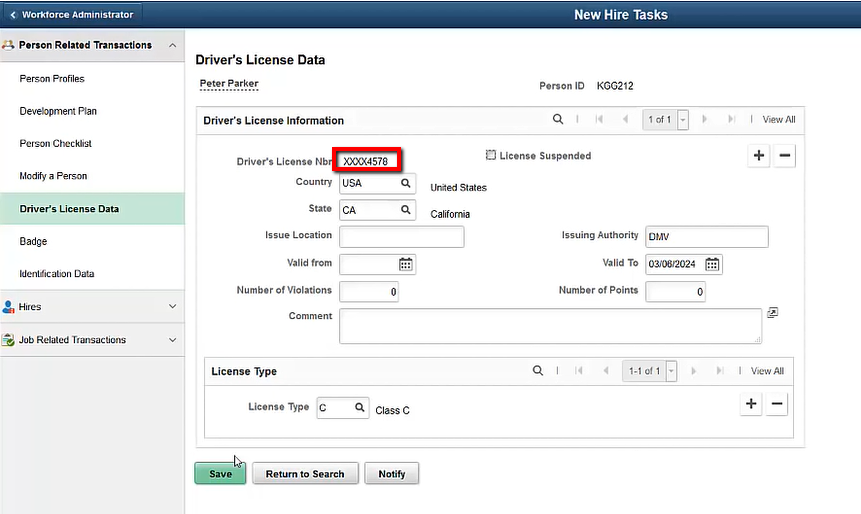 Workforce Administrator
New Hire Tasks
Person Related Transactions
Person Profiles
Development Plan
Person Checklist
Modify a Person
Driver's License Data
Badge
Identification Data
Hires
Job Related Transactions
Driver's License Data
Peter Parker
Person ID KGG212
Driver's License Information
1 of 1
View All
Driver's License Nbr XXXX4578
License Suspended
Country USA United States
State CA California
Issue Location
Issuing Authority DMV
Valid from
Valid To 03/06/2024
Number of Violations 0
Number of Points 0
Comment
License Type
1-1 of 1
View All
License Type C Class C
Save
Return to Search
Notify